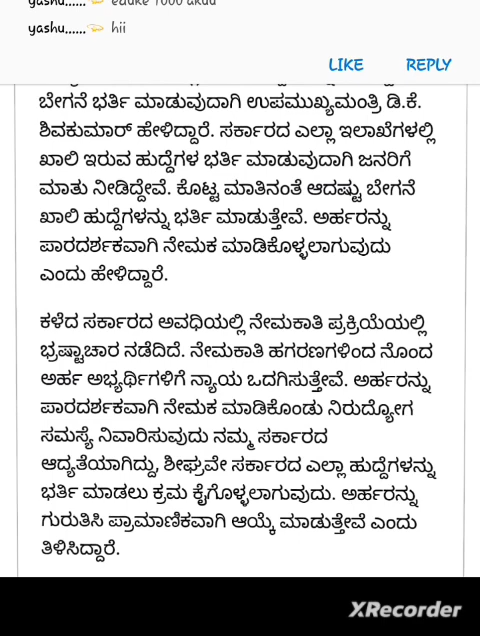 yashu......👉 eduke 1000 akdu
yashu......👉 hii
LIKE REPLY
ಬೇಗನೆ ಭರ್ತಿ ಮಾಡುವುದಾಗಿ ಉಪಮುಖ್ಯಮಂತ್ರಿ ಡಿ.ಕೆ.
ಶಿವಕುಮಾರ್ ಹೇಳಿದ್ದಾರೆ. ಸರ್ಕಾರದ ಎಲ್ಲಾ ಇಲಾಖೆಗಳಲ್ಲಿ
ಖಾಲಿ ಇರುವ ಹುದ್ದೆಗಳ ಭರ್ತಿ ಮಾಡುವುದಾಗಿ ಜನರಿಗೆ
ಮಾತು ನೀಡಿದ್ದೇವೆ. ಕೊಟ್ಟ ಮಾತಿನಂತೆ ಆದಷ್ಟು ಬೇಗನೆ
ಖಾಲಿ ಹುದ್ದೆಗಳನ್ನು ಭರ್ತಿ ಮಾಡುತ್ತೇವೆ. ಅರ್ಹರನ್ನು
ಪಾರದರ್ಶಕವಾಗಿ ನೇಮಕ ಮಾಡಿಕೊಳ್ಳಲಾಗುವುದು
ಎಂದು ಹೇಳಿದ್ದಾರೆ.
ಕಳೆದ ಸರ್ಕಾರದ ಅವಧಿಯಲ್ಲಿ ನೇಮಕಾತಿ ಪ್ರಕ್ರಿಯೆಯಲ್ಲಿ
ಭ್ರಷ್ಟಾಚಾರ ನಡೆದಿದೆ. ನೇಮಕಾತಿ ಹಗರಣಗಳಿಂದ ನೊಂದ
ಅರ್ಹ ಅಭ್ಯರ್ಥಿಗಳಿಗೆ ನ್ಯಾಯ ಒದಗಿಸುತ್ತೇವೆ. ಅರ್ಹರನ್ನು
ಪಾರದರ್ಶಕವಾಗಿ ನೇಮಕ ಮಾಡಿಕೊಂಡು ನಿರುದ್ಯೋಗ
ಸಮಸ್ಯೆ ನಿವಾರಿಸುವುದು ನಮ್ಮ ಸರ್ಕಾರದ
ಆದ್ಯತೆಯಾಗಿದ್ದು, ಶೀಘ್ರವೇ ಸರ್ಕಾರದ ಎಲ್ಲಾ ಹುದ್ದೆಗಳನ್ನು
ಭರ್ತಿ ಮಾಡಲು ಕ್ರಮ ಕೈಗೊಳ್ಳಲಾಗುವುದು. ಅರ್ಹರನ್ನು
ಗುರುತಿಸಿ ಪ್ರಾಮಾಣಿಕವಾಗಿ ಆಯ್ಕೆ ಮಾಡುತ್ತೇವೆ ಎಂದು
ತಿಳಿಸಿದ್ದಾರೆ.
XRecorder